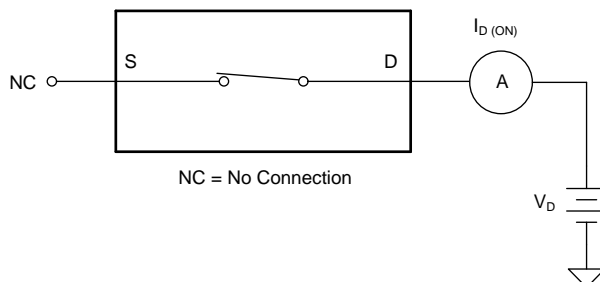 I_D (ON)
S
D
NC
A
NC = No Connection
V_D